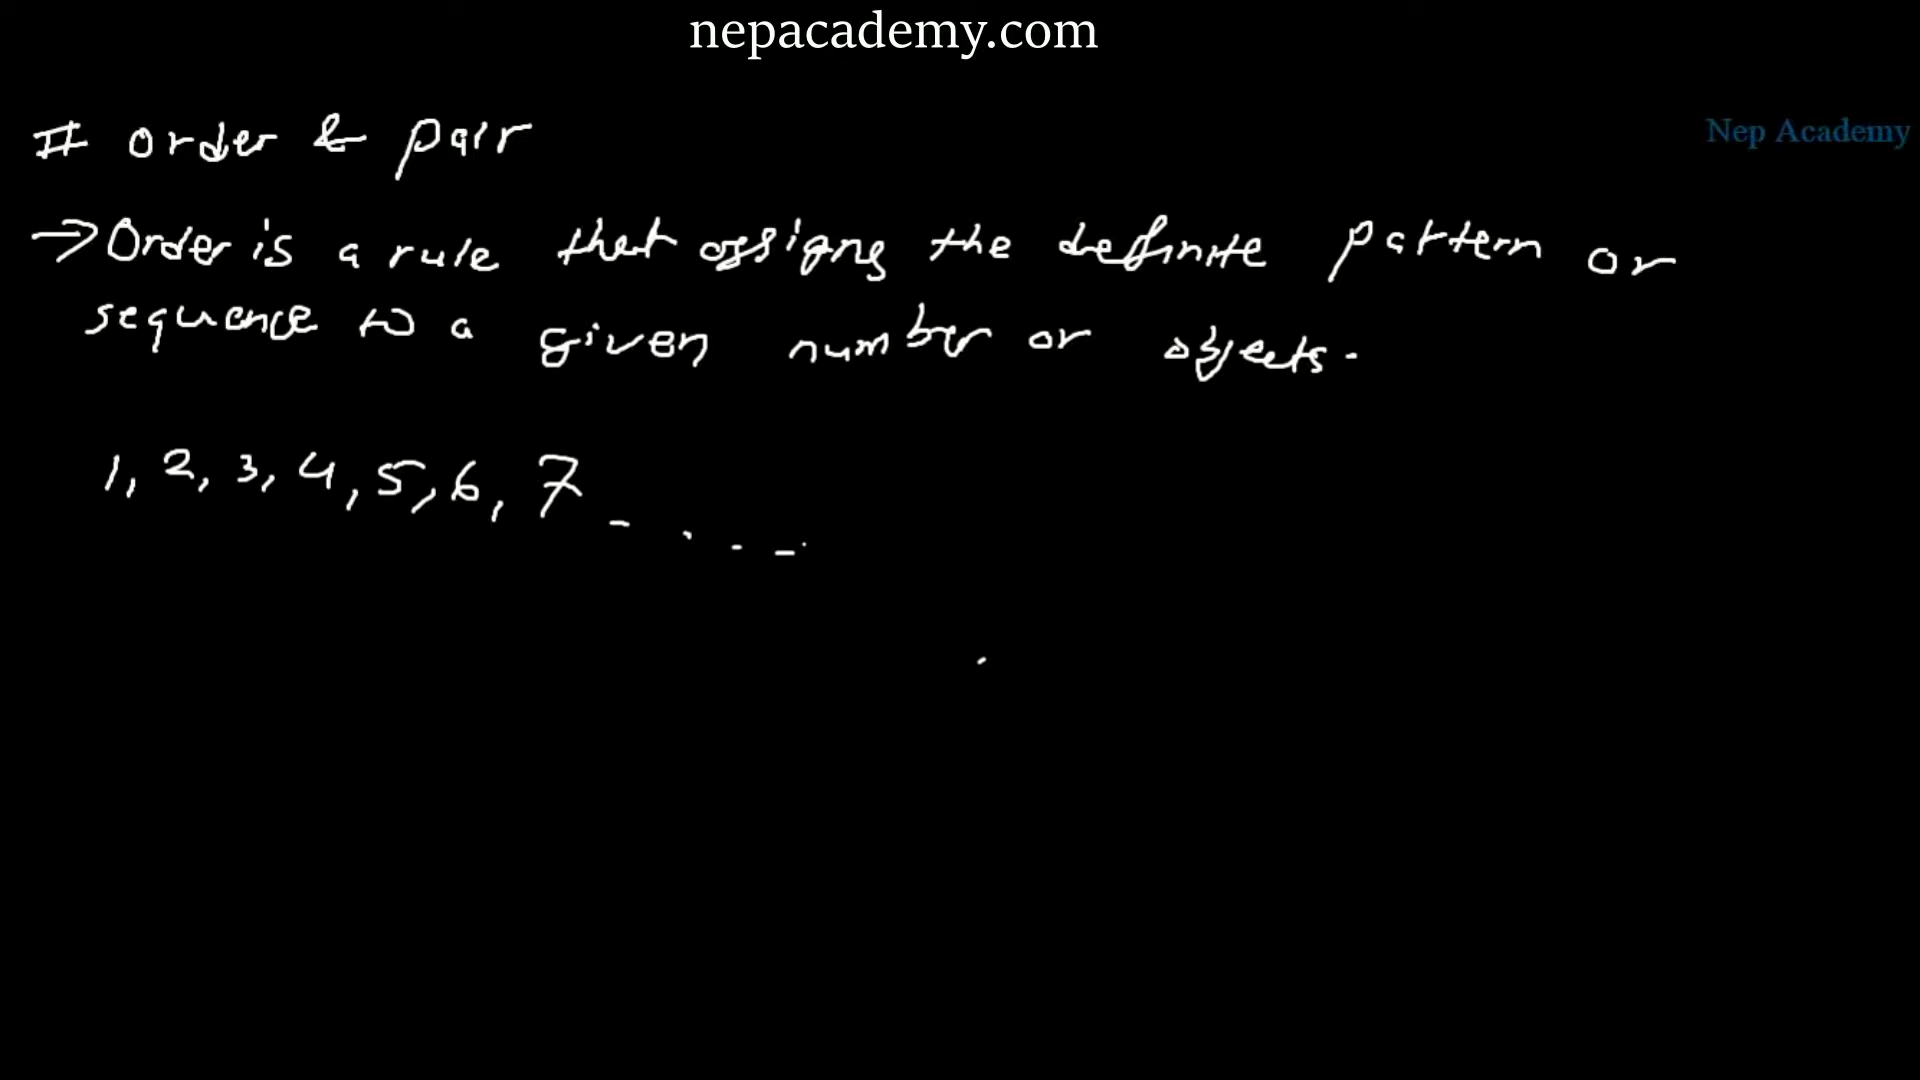 nepacademy.com
Nep Academy
# Order & pair
→ Order is a rule that assigns the definite pattern or
sequence to a given number or objects.
1, 2, 3, 4, 5, 6, 7 - . . -